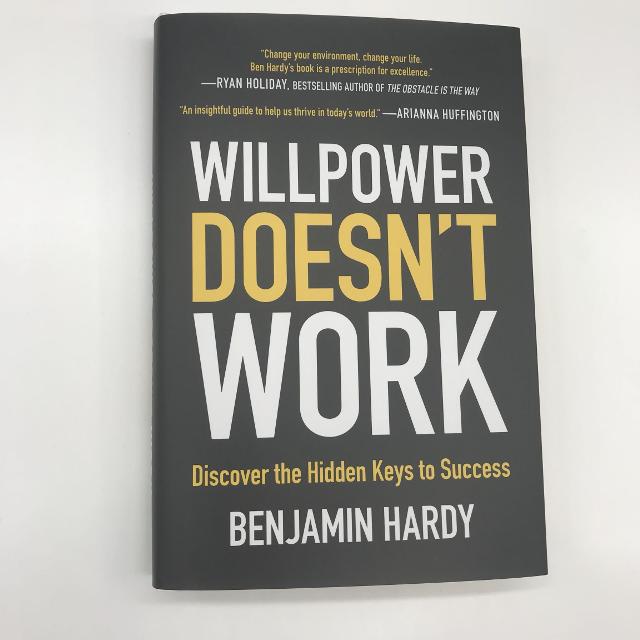 "Change your environment, change your life.
Ben Hardy's book is a prescription for excellence."
—RYAN HOLIDAY, BESTSELLING AUTHOR OF THE OBSTACLE IS THE WAY
"An insightful guide to help us thrive in today's world." —ARIANNA HUFFINGTON
WILLPOWER
DOESN'T
WORK
Discover the Hidden Keys to Success
BENJAMIN HARDY